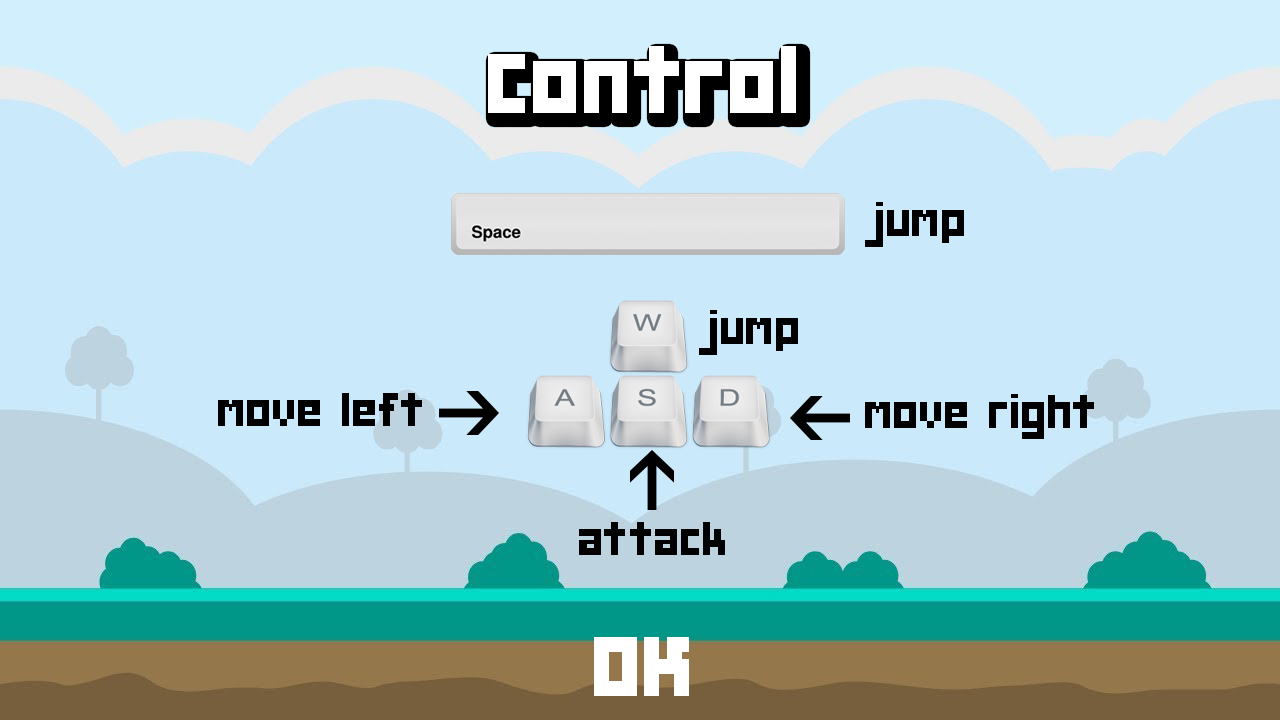 Control
Space
jump
W
jump
move left
A
S
D
move right
attack
OK